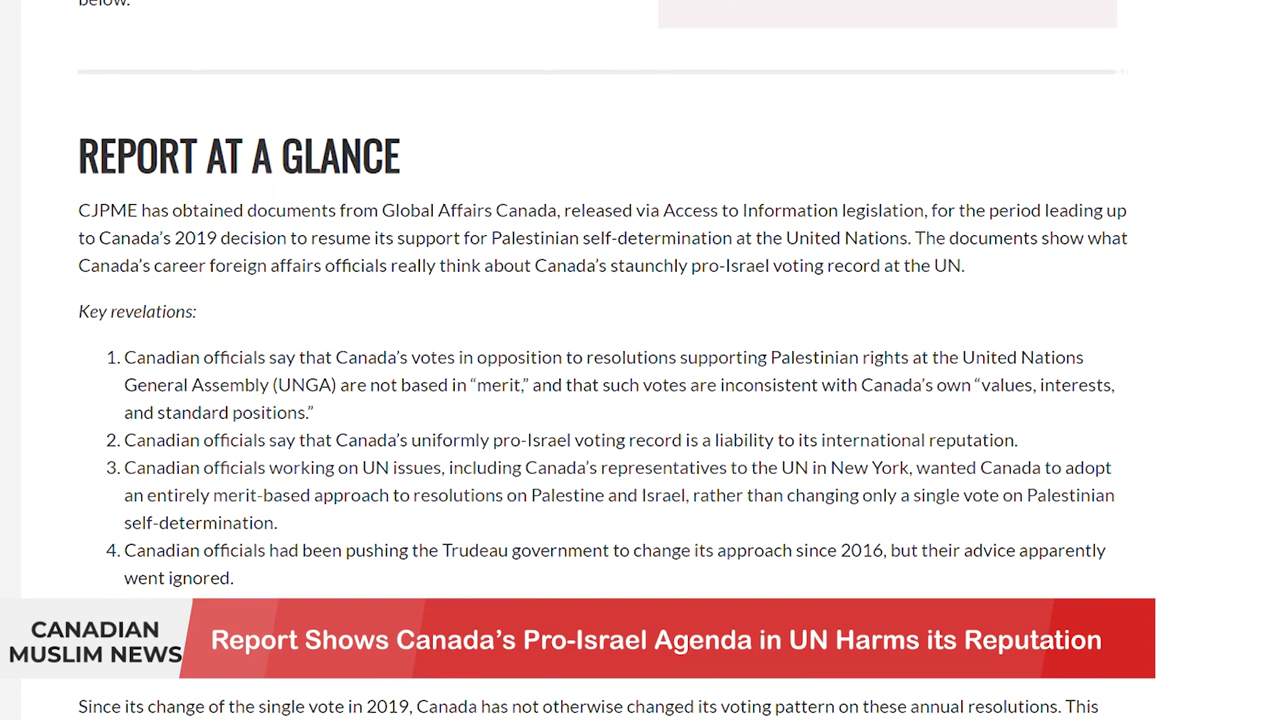 below.
REPORT AT A GLANCE
CJPME has obtained documents from Global Affairs Canada, released via Access to Information legislation, for the period leading up
to Canada's 2019 decision to resume its support for Palestinian self-determination at the United Nations. The documents show what
Canada's career foreign affairs officials really think about Canada's staunchly pro-Israel voting record at the UN.
Key revelations:
1. Canadian officials say that Canada's votes in opposition to resolutions supporting Palestinian rights at the United Nations
General Assembly (UNGA) are not based in “merit,” and that such votes are inconsistent with Canada's own “values, interests,
and standard positions.”
2. Canadian officials say that Canada's uniformly pro-Israel voting record is a liability to its international reputation.
3. Canadian officials working on UN issues, including Canada's representatives to the UN in New York, wanted Canada to adopt
an entirely merit-based approach to resolutions on Palestine and Israel, rather than changing only a single vote on Palestinian
self-determination.
4. Canadian officials had been pushing the Trudeau government to change its approach since 2016, but their advice apparently
went ignored.
CANADIAN
MUSLIM NEWS
Report Shows Canada's Pro-Israel Agenda in UN Harms its Reputation
Since its change of the single vote in 2019, Canada has not otherwise changed its voting pattern on these annual resolutions. This